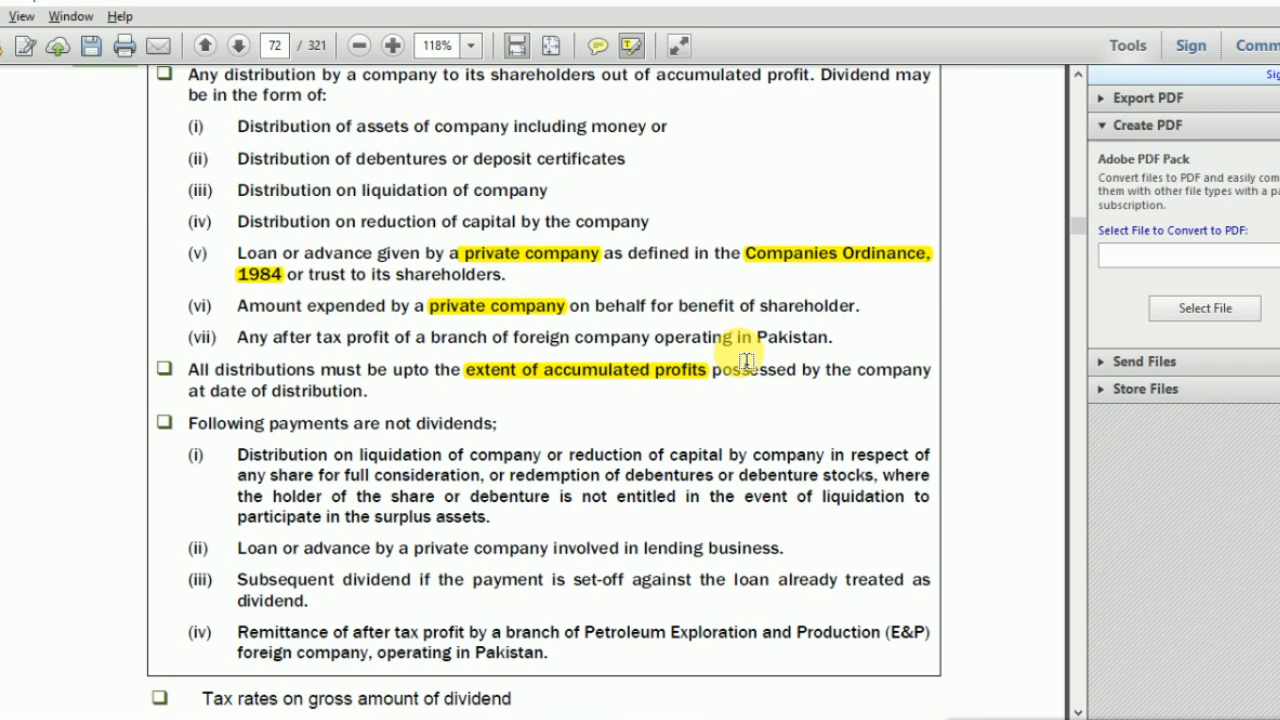 View Window Help
72 / 321 118% Tools Sign Comm
Sig
Any distribution by a company to its shareholders out of accumulated profit. Dividend may
be in the form of:
(i) Distribution of assets of company including money or
(ii) Distribution of debentures or deposit certificates
(iii) Distribution on liquidation of company
(iv) Distribution on reduction of capital by the company
(v) Loan or advance given by a private company as defined in the Companies Ordinance,
1984 or trust to its shareholders.
(vi) Amount expended by a private company on behalf for benefit of shareholder.
(vii) Any after tax profit of a branch of foreign company operating in Pakistan.
All distributions must be upto the extent of accumulated profits possessed by the company
at date of distribution.
Following payments are not dividends;
(i) Distribution on liquidation of company or reduction of capital by company in respect of
any share for full consideration, or redemption of debentures or debenture stocks, where
the holder of the share or debenture is not entitled in the event of liquidation to
participate in the surplus assets.
(ii) Loan or advance by a private company involved in lending business.
(iii) Subsequent dividend if the payment is set-off against the loan already treated as
dividend.
(iv) Remittance of after tax profit by a branch of Petroleum Exploration and Production (E&P)
foreign company, operating in Pakistan.
Tax rates on gross amount of dividend
Export PDF
Create PDF
Adobe PDF Pack
Convert files to PDF and easily com
them with other file types with a pa
subscription.
Select File to Convert to PDF:
Select File
Send Files
Store Files